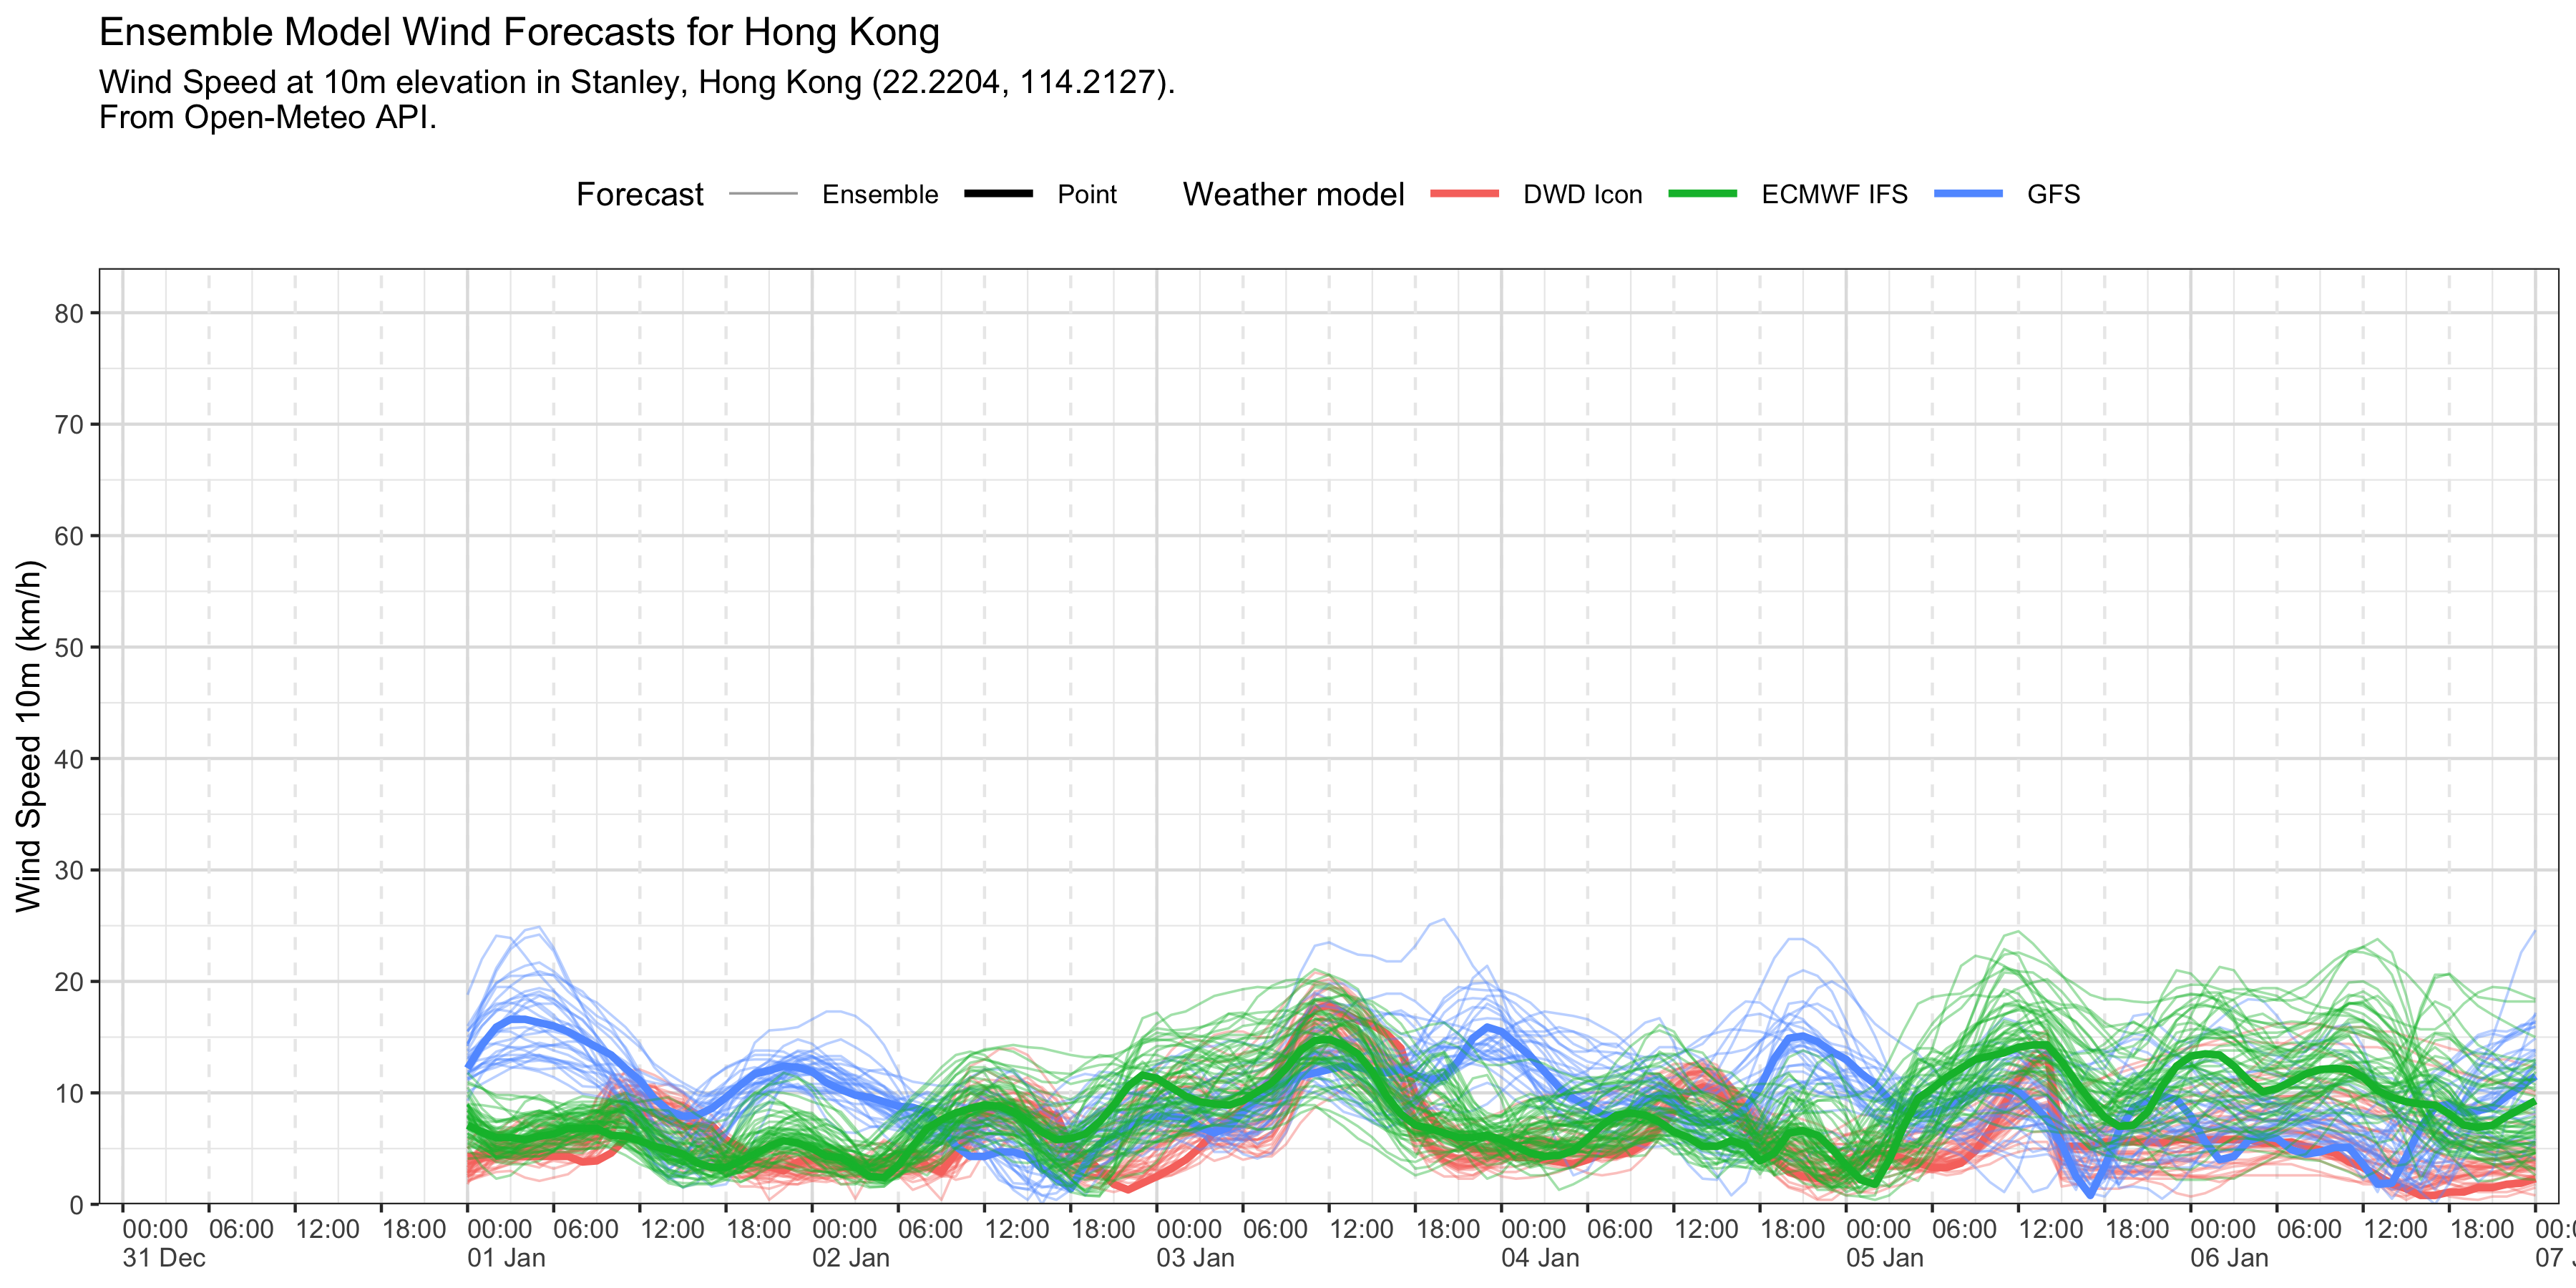 Ensemble Model Wind Forecasts for Hong Kong
Wind Speed at 10m elevation in Stanley, Hong Kong (22.2204, 114.2127).
From Open-Meteo API.
Forecast Ensemble Point Weather model DWD Icon ECMWF IFS GFS
Wind Speed 10m (km/h)
80
70
60
50
40
30
20
10
0
00:00 06:00 12:00 18:00 00:00 06:00 12:00 18:00 00:00 06:00 12:00 18:00 00:00 06:00 12:00 18:00 00:00 06:00 12:00 18:00 00:00 06:00 12:00 18:00 00:00 06:00 12:00 18:00 00:0
31 Dec 01 Jan 02 Jan 03 Jan 04 Jan 05 Jan 06 Jan 07